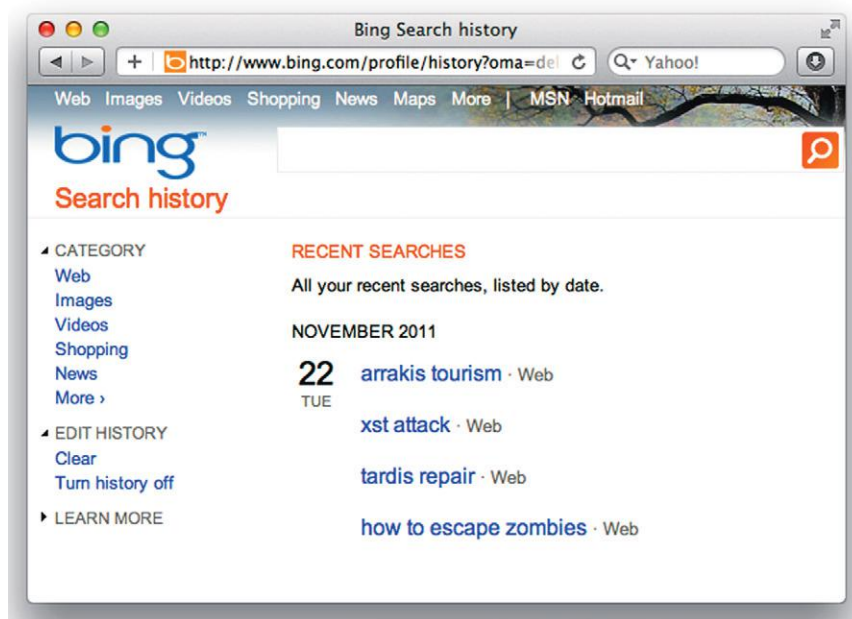 Bing Search history
http://www.bing.com/profile/history?oma=del
Yahoo!
Web Images Videos Shopping News Maps More | MSN Hotmail
bing™
Search history
CATEGORY
Web
Images
Videos
Shopping
News
More ›
EDIT HISTORY
Clear
Turn history off
LEARN MORE
RECENT SEARCHES
All your recent searches, listed by date.
NOVEMBER 2011
22
TUE
arrakis tourism · Web
xst attack · Web
tardis repair · Web
how to escape zombies · Web